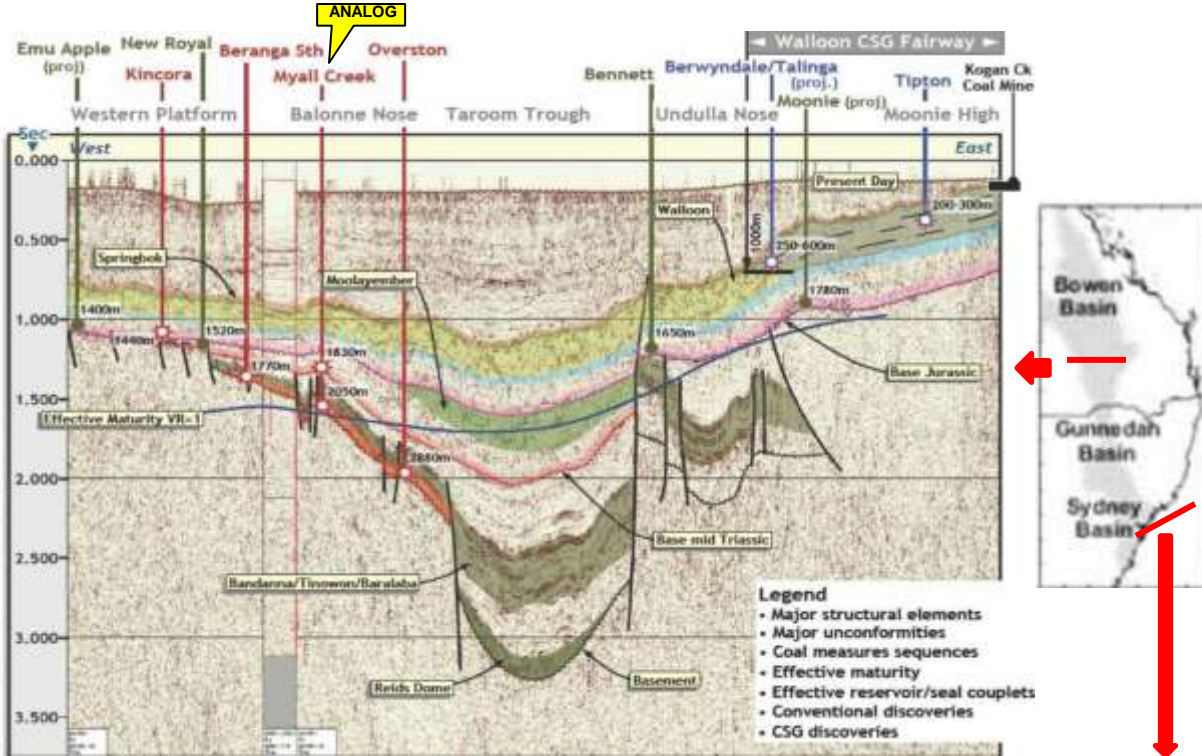 ANALOG
Emu Apple
(proj)
New Royal
Kincora
Beranga Sth
Myall Creek
Overston
Bennett
◄ Walloon CSG Fairway ►
Berwyndale/Talinga
(proj.)
Moonie (proj)
Tipton
Kogan Ck
Coal Mine
Western Platform
Balonne Nose
Taroom Trough
Undulla Nose
Moonie High
Sec
West
East
0.000
0.500
1.000
1.500
2.000
2.500
3.000
3.500
Present Day
Walloon
1000m
200-300m
250-600m
Springbok
Moolayember
1400m
1440m
1520m
1770m
1830m
2050m
2880m
1650m
1780m
Base Jurassic
Effective Maturity VR-1
Base mid Triassic
Bandanna/Tinowon/Baralaba
Reids Dome
Basement
Legend
• Major structural elements
• Major unconformities
• Coal measures sequences
• Effective maturity
• Effective reservoir/seal couplets
• Conventional discoveries
• CSG discoveries
Bowen
Basin
Gunnedah
Basin
Sydney
Basin